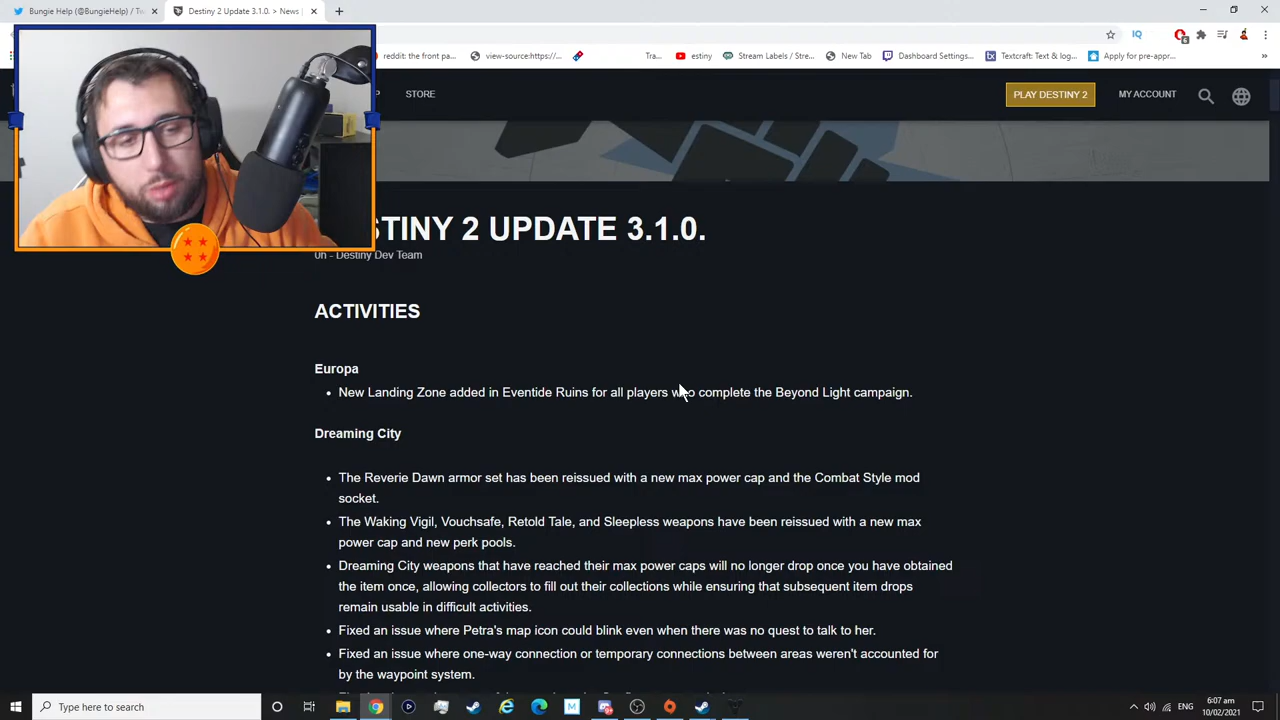 Bungie Help (@BungieHelp) / Tw
Destiny 2 Update 3.1.0. > News
reddit: the front pa...
view-source:https://...
Tra...
estiny
Stream Labels / Stre...
New Tab
Dashboard Settings...
Textcraft: Text & log...
Apply for pre-appr...
STORE
PLAY DESTINY 2
MY ACCOUNT
STINY 2 UPDATE 3.1.0.
0h - Destiny Dev Team
ACTIVITIES
Europa
• New Landing Zone added in Eventide Ruins for all players who complete the Beyond Light campaign.
Dreaming City
• The Reverie Dawn armor set has been reissued with a new max power cap and the Combat Style mod
socket.
• The Waking Vigil, Vouchsafe, Retold Tale, and Sleepless weapons have been reissued with a new max
power cap and new perk pools.
• Dreaming City weapons that have reached their max power caps will no longer drop once you have obtained
the item once, allowing collectors to fill out their collections while ensuring that subsequent item drops
remain usable in difficult activities.
• Fixed an issue where Petra's map icon could blink even when there was no quest to talk to her.
• Fixed an issue where one-way connection or temporary connections between areas weren't accounted for
by the waypoint system.
Type here to search
ENG
6:07 am
10/02/2021